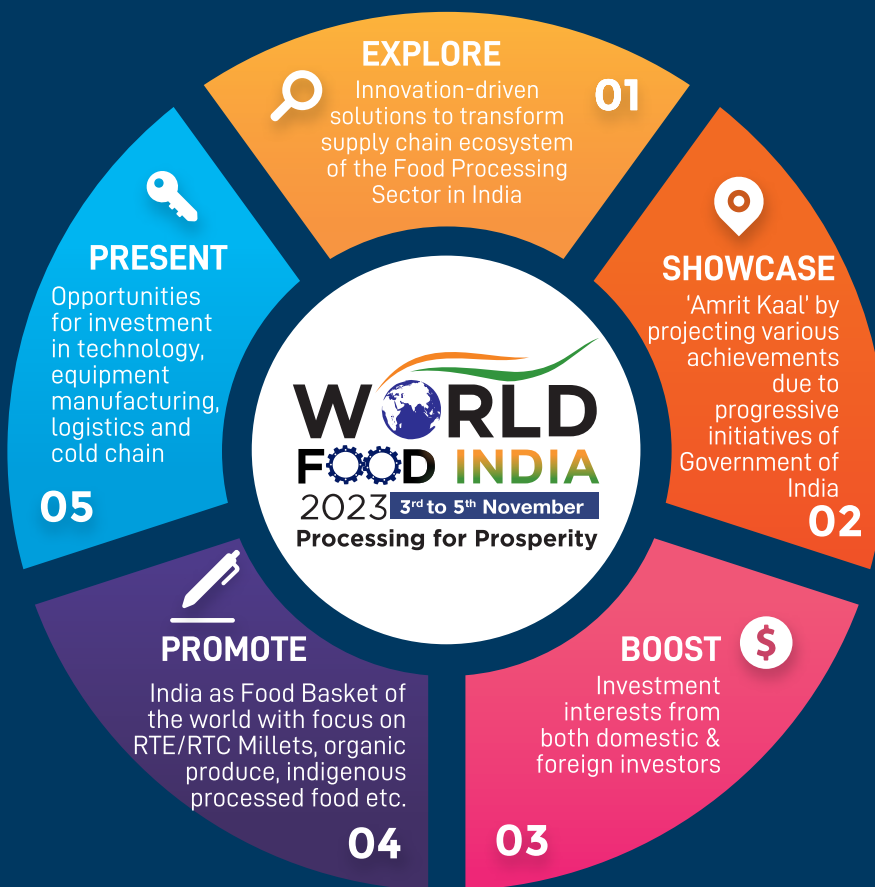 EXPLORE
Innovation-driven
solutions to transform
supply chain ecosystem
of the Food Processing
Sector in India
01
SHOWCASE
‘Amrit Kaal’ by
projecting various
achievements
due to
progressive
initiatives of
Government of
India
02
BOOST
$
Investment
interests from
both domestic &
foreign investors
03
PROMOTE
India as Food Basket of
the world with focus on
RTE/RTC Millets, organic
produce, indigenous
processed food etc.
04
PRESENT
Opportunities
for investment
in technology,
equipment
manufacturing,
logistics and
cold chain
05
WORLD
FOOD INDIA
2023 3rd to 5th November
Processing for Prosperity